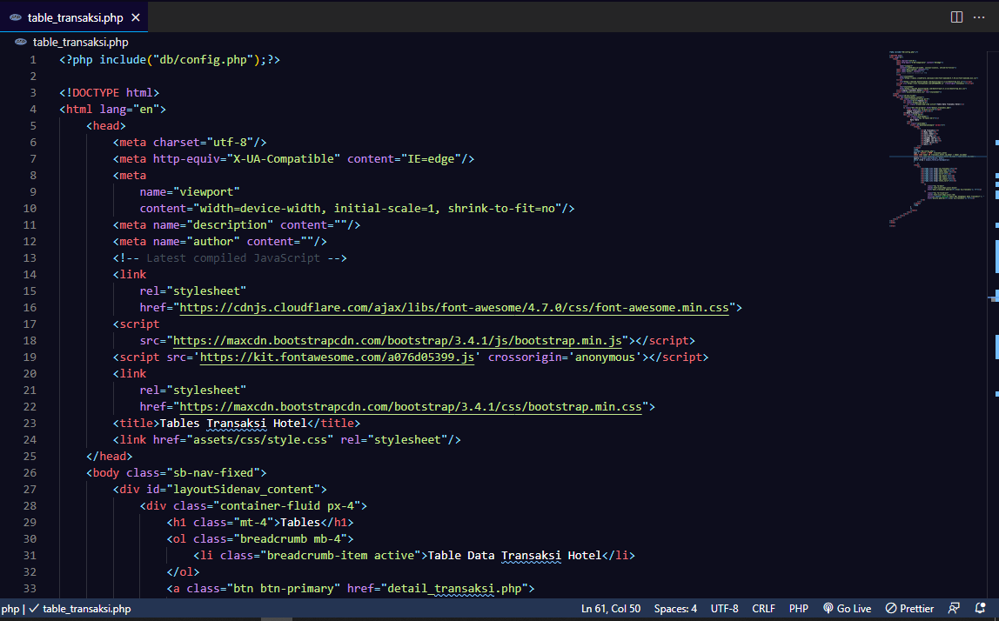 table_transaksi.php
table_transaksi.php
1 <?php include("db/config.php");?>
2
3 <!DOCTYPE html>
4 <html lang="en">
5 <head>
6 <meta charset="utf-8"/>
7 <meta http-equiv="X-UA-Compatible" content="IE=edge"/>
8 <meta
9 name="viewport"
10 content="width=device-width, initial-scale=1, shrink-to-fit=no"/>
11 <meta name="description" content=""/>
12 <meta name="author" content=""/>
13 <!-- Latest compiled JavaScript -->
14 <link
15 rel="stylesheet"
16 href="https://cdnjs.cloudflare.com/ajax/libs/font-awesome/4.7.0/css/font-awesome.min.css">
17 <script
18 src="https://maxcdn.bootstrapcdn.com/bootstrap/3.4.1/js/bootstrap.min.js"></script>
19 <script src='https://kit.fontawesome.com/a076d05399.js' crossorigin='anonymous'></script>
20 <link
21 rel="stylesheet"
22 href="https://maxcdn.bootstrapcdn.com/bootstrap/3.4.1/css/bootstrap.min.css">
23 <title>Tables Transaksi Hotel</title>
24 <link href="assets/css/style.css" rel="stylesheet"/>
25 </head>
26 <body class="sb-nav-fixed">
27 <div id="layoutSidenav_content">
28 <div class="container-fluid px-4">
29 <h1 class="mt-4">Tables</h1>
30 <ol class="breadcrumb mb-4">
31 <li class="breadcrumb-item active">Table Data Transaksi Hotel</li>
32 </ol>
33 <a class="btn btn-primary" href="detail_transaksi.php">
php | ✓ table_transaksi.php Ln 61, Col 50 Spaces: 4 UTF-8 CRLF PHP Go Live Prettier